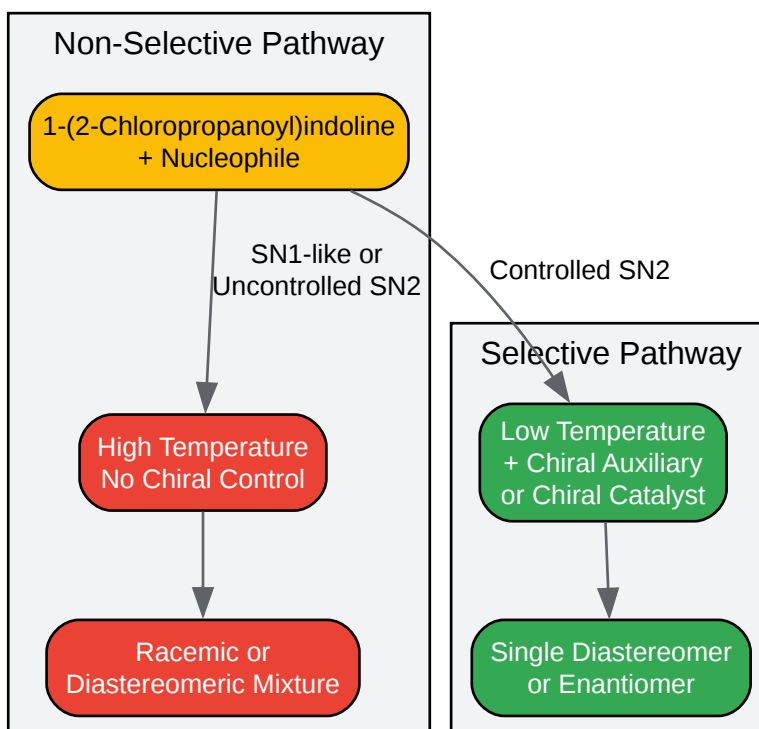 Non-Selective Pathway
1-(2-Chloropropanoyl)indoline
+ Nucleophile
SN1-like or
Uncontrolled SN2
Controlled SN2
Selective Pathway
High Temperature
No Chiral Control
Low Temperature
+ Chiral Auxiliary
or Chiral Catalyst
Racemic or
Diastereomeric Mixture
Single Diastereomer
or Enantiomer